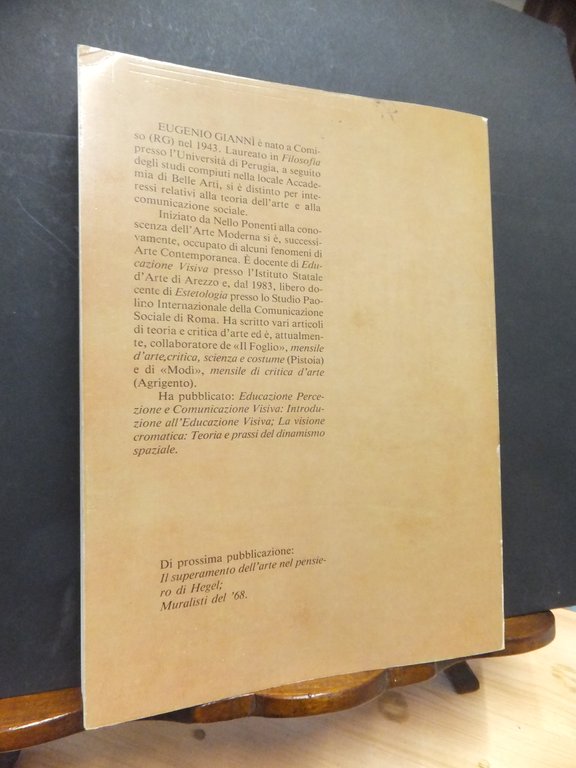 EUGENIO GIANNÌ è nato a Comi-
so (RG) nel 1943. Laureato in Filosofia
presso l'Università di Perugia, a seguito
degli studi compiuti nella locale Accade-
mia di Belle Arti, si è distinto per inte-
ressi relativi alla teoria dell'arte e alla
comunicazione sociale.
Iniziato da Nello Ponenti alla cono-
scenza dell'Arte Moderna si è, successi-
vamente, occupato di alcuni fenomeni di
Arte Contemporanea. È docente di Edu-
cazione Visiva presso l'Istituto Statale
d'Arte di Arezzo e, dal 1983, libero do-
cente di Estetologia presso lo Studio Pao-
lino Internazionale della Comunicazione
Sociale di Roma. Ha scritto vari articoli
di teoria e critica d'arte ed è, attualmen-
te, collaboratore de «Il Foglio», mensile
d'arte,critica, scienza e costume (Pistoia)
e di «Modi», mensile di critica d'arte
(Agrigento).
Ha pubblicato: Educazione Perce-
zione e Comunicazione Visiva: Introdu-
zione all'Educazione Visiva; La visione
cromatica: Teoria e prassi del dinamismo
spaziale.
Di prossima pubblicazione:
Il superamento dell'arte nel pensie-
ro di Hegel;
Muralisti del '68.